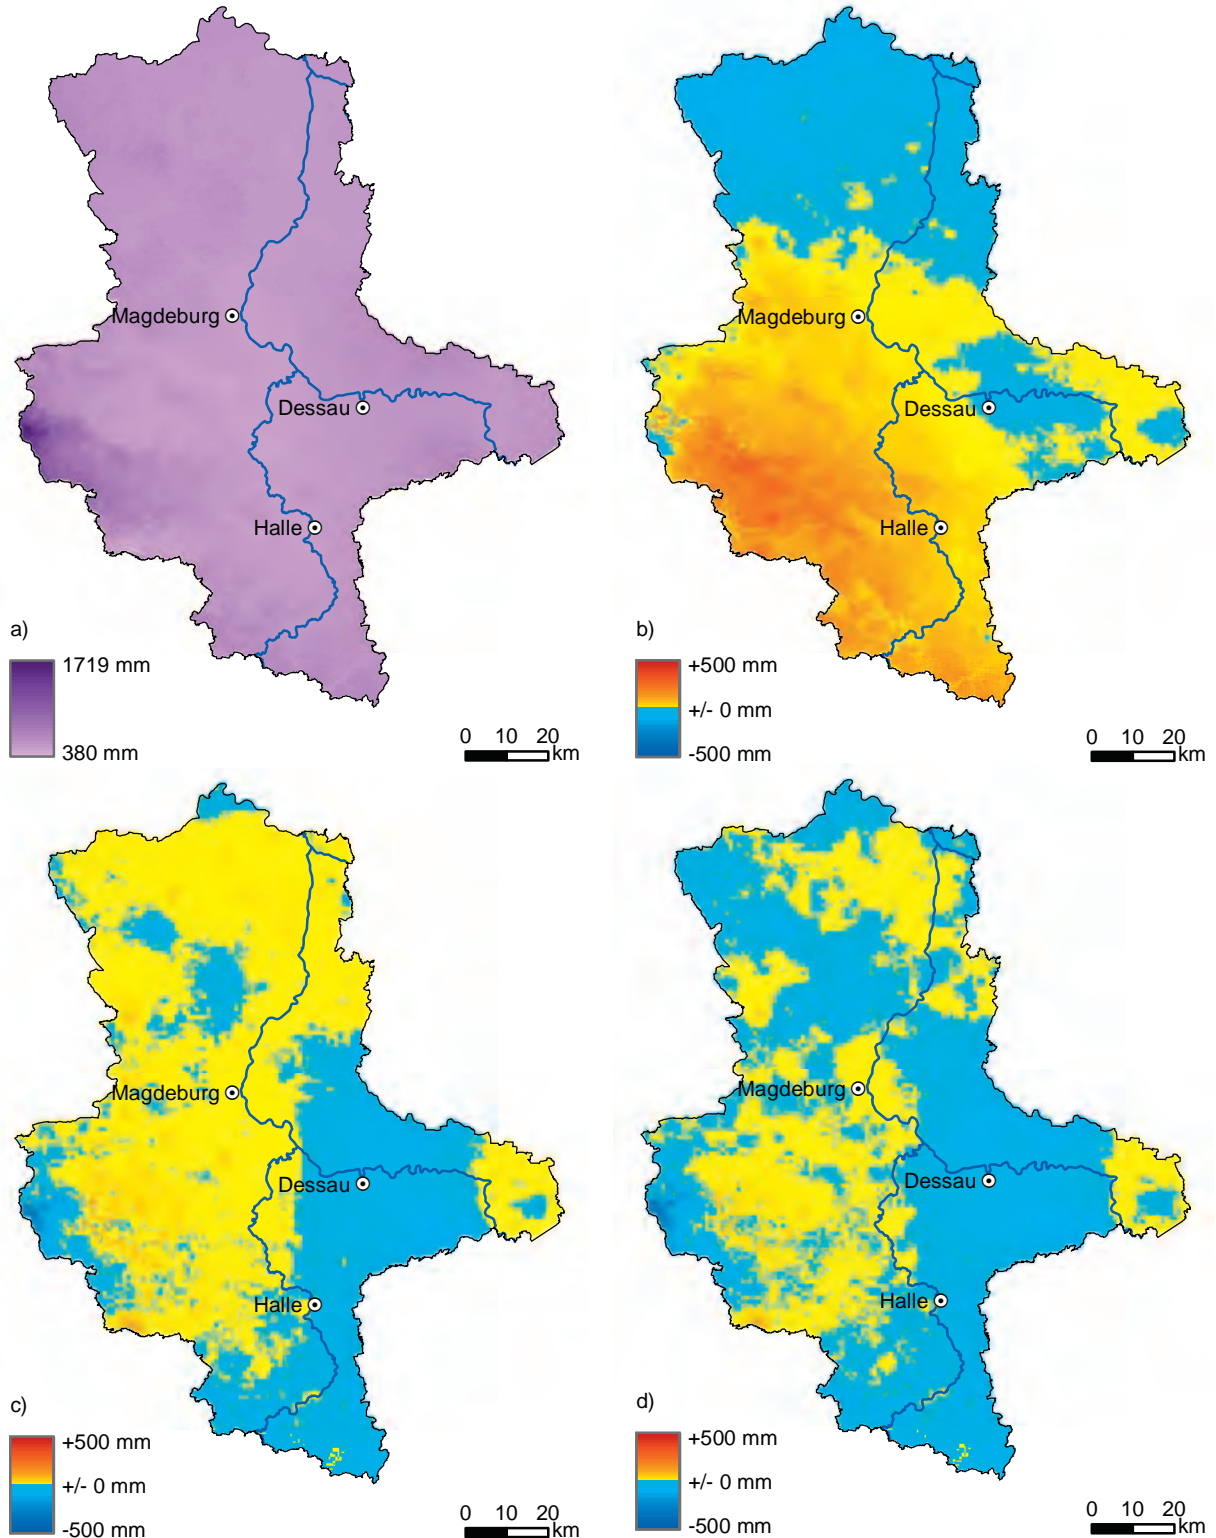 Magdeburg
Dessau
Halle
a)
1719 mm
380 mm
0 10 20
km
Magdeburg
Dessau
Halle
b)
+500 mm
+/- 0 mm
-500 mm
0 10 20
km
Magdeburg
Dessau
Halle
c)
+500 mm
+/- 0 mm
-500 mm
0 10 20
km
Magdeburg
Dessau
Halle
d)
+500 mm
+/- 0 mm
-500 mm
0 10 20
km